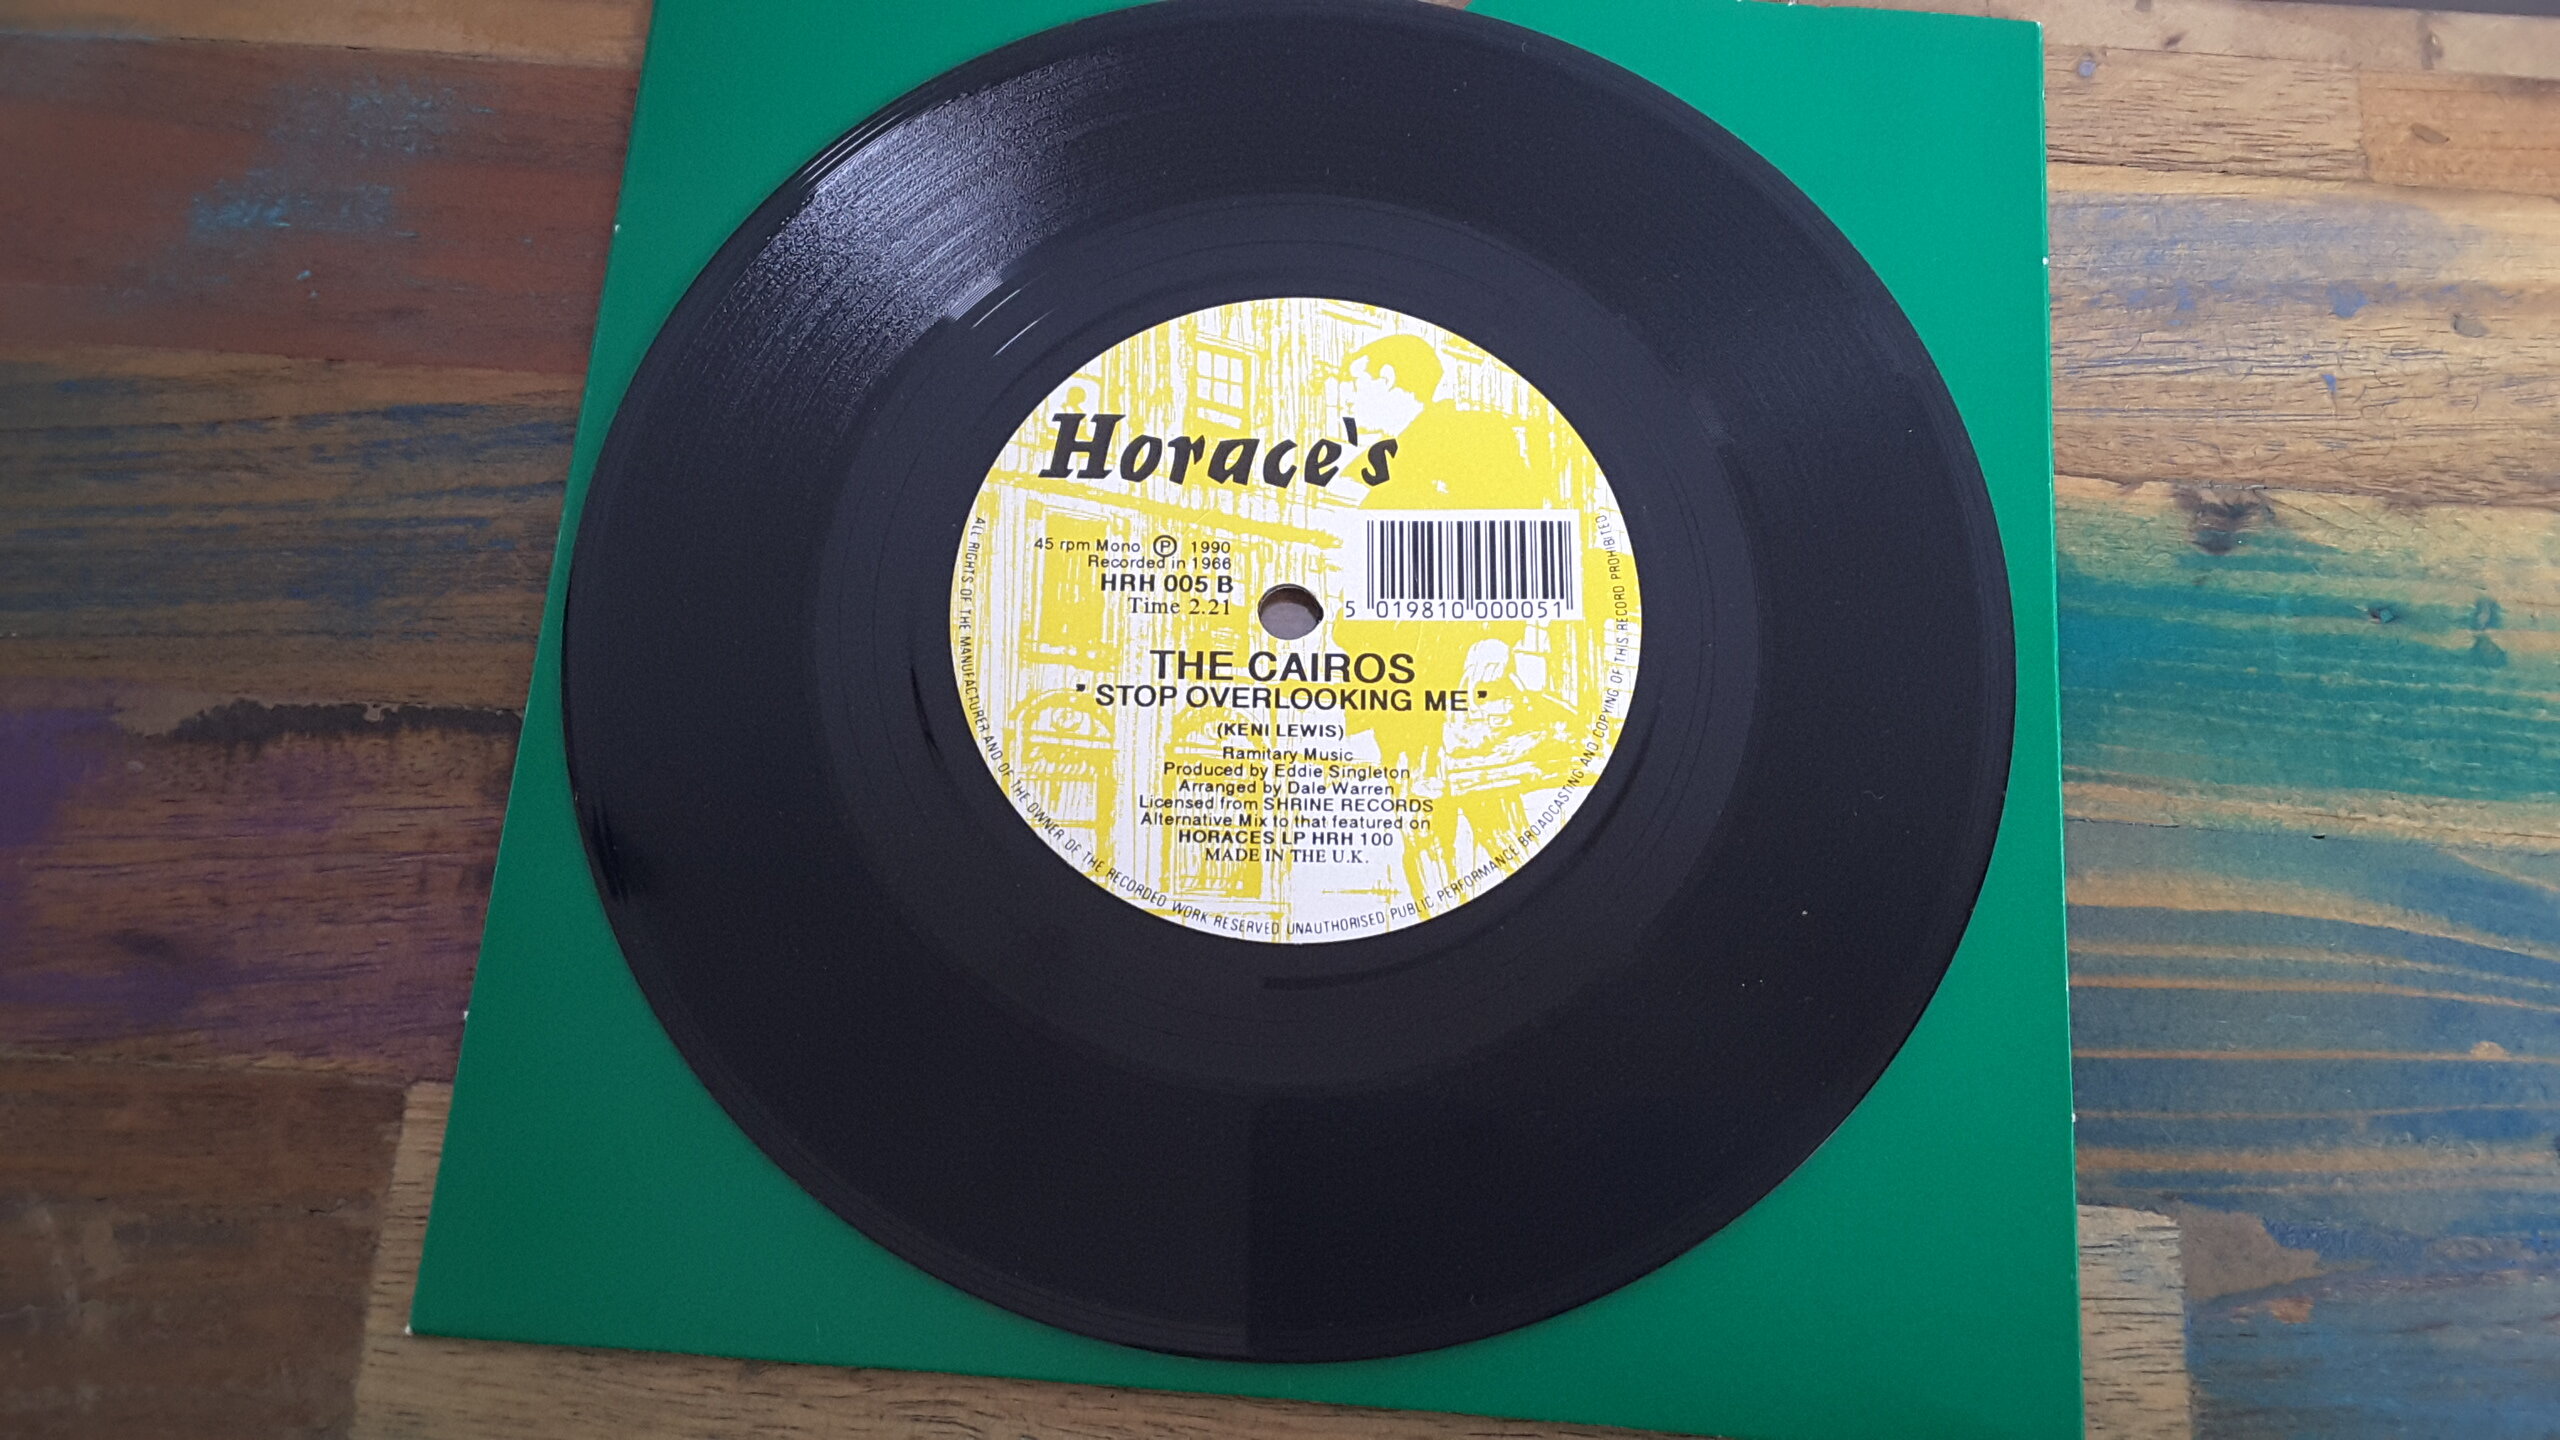 Horace's
45 rpm Mono Ⓟ 1990
Recorded in 1966
HRH 005 B
Time 2.21
5 019810 000051
THE CAIROS
" STOP OVERLOOKING ME "
(KENI LEWIS)
Ramitary Music
Produced by Eddie Singleton
Arranged by Dale Warren
Licensed from SHRINE RECORDS
Alternative Mix to that featured on
HORACES LP HRH 100
MADE IN THE U.K.
ALL RIGHTS OF THE MANUFACTURER AND OF THE OWNER OF THE RECORDED WORK RESERVED UNAUTHORISED PUBLIC PERFORMANCE BROADCASTING AND COPYING OF THIS RECORD PROHIBITED